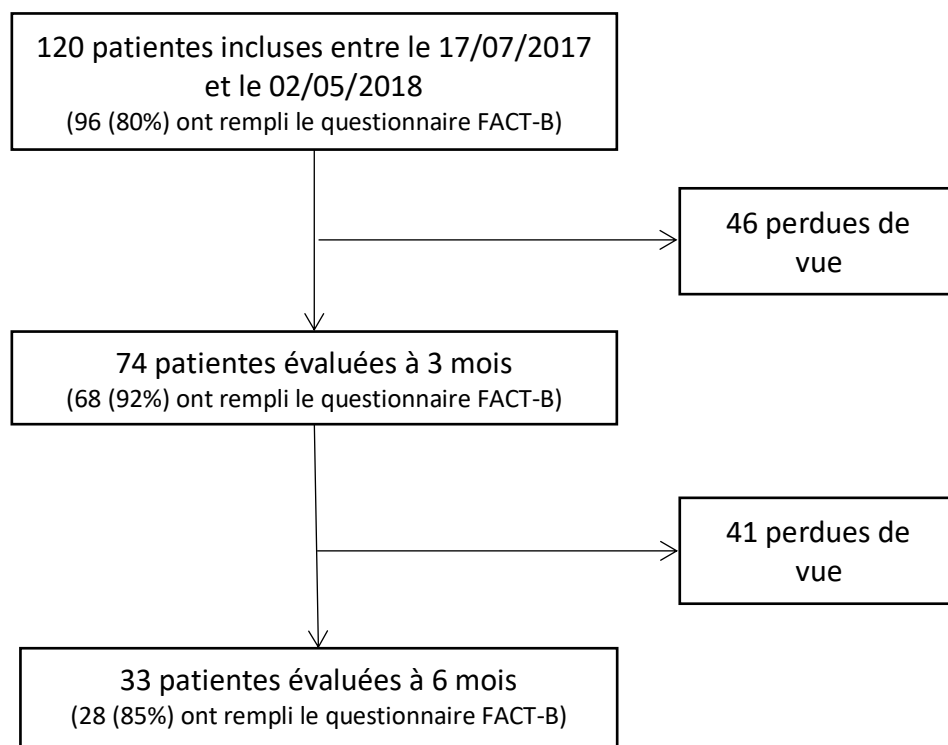 120 patientes incluses entre le 17/07/2017
et le 02/05/2018
(96 (80%) ont rempli le questionnaire FACT-B)
46 perdues de
vue
74 patientes évaluées à 3 mois
(68 (92%) ont rempli le questionnaire FACT-B)
41 perdues de
vue
33 patientes évaluées à 6 mois
(28 (85%) ont rempli le questionnaire FACT-B)